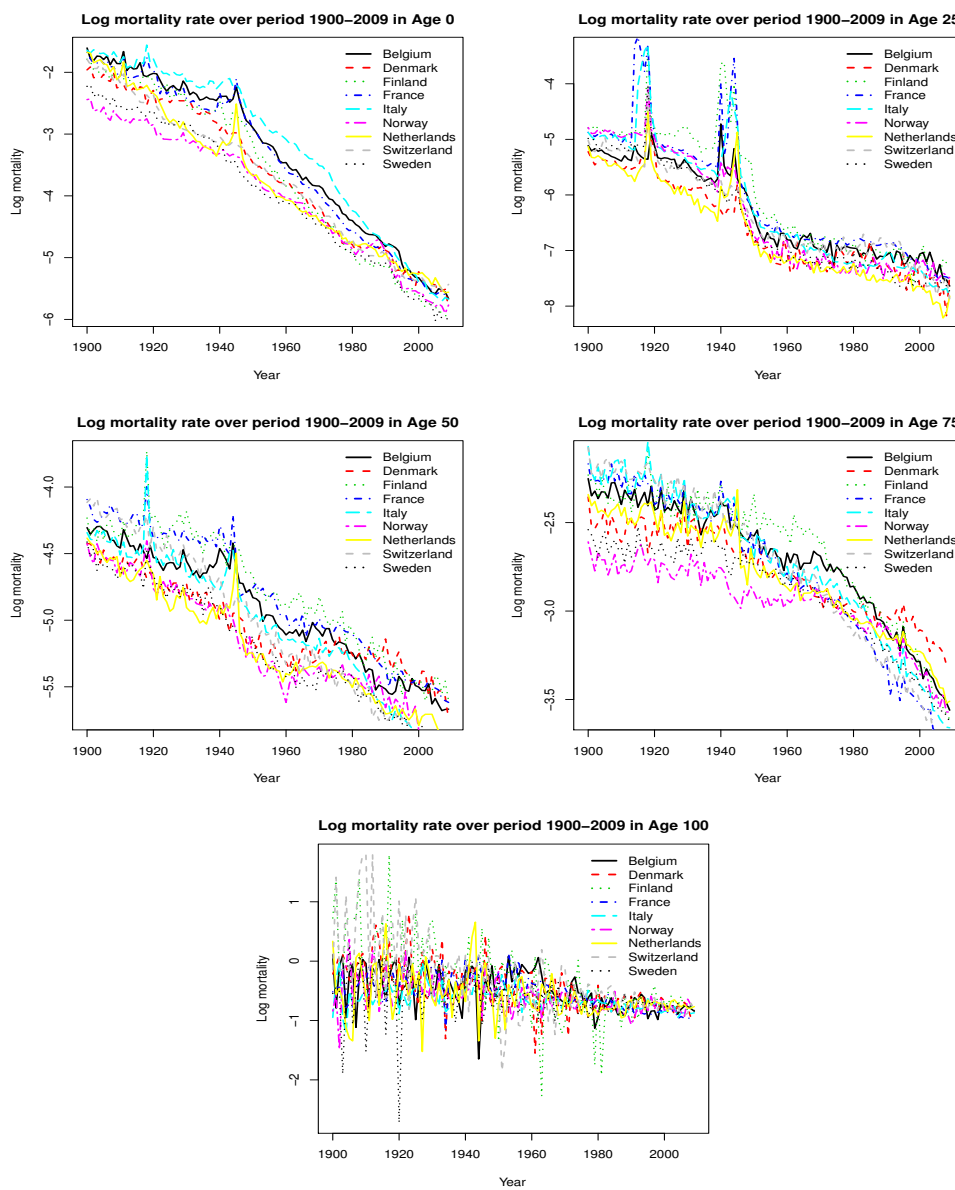 Log mortality rate over period 1900−2009 in Age 0
Log mortality
-2
-3
-4
-5
-6
Belgium
Denmark
Finland
France
Italy
Norway
Netherlands
Switzerland
Sweden
1900 1920 1940 1960 1980 2000
Year
Log mortality rate over period 1900−2009 in Age 25
Log mortality
-4
-5
-6
-7
-8
Belgium
Denmark
Finland
France
Italy
Norway
Netherlands
Switzerland
Sweden
1900 1920 1940 1960 1980 2000
Year
Log mortality rate over period 1900−2009 in Age 50
Log mortality
-4.0
-4.5
-5.0
-5.5
Belgium
Denmark
Finland
France
Italy
Norway
Netherlands
Switzerland
Sweden
1900 1920 1940 1960 1980 2000
Year
Log mortality rate over period 1900−2009 in Age 75
Log mortality
-2.5
-3.0
-3.5
Belgium
Denmark
Finland
France
Italy
Norway
Netherlands
Switzerland
Sweden
1900 1920 1940 1960 1980 2000
Year
Log mortality rate over period 1900−2009 in Age 100
Log mortality
1
0
-1
-2
Belgium
Denmark
Finland
France
Italy
Norway
Netherlands
Switzerland
Sweden
1900 1920 1940 1960 1980 2000
Year